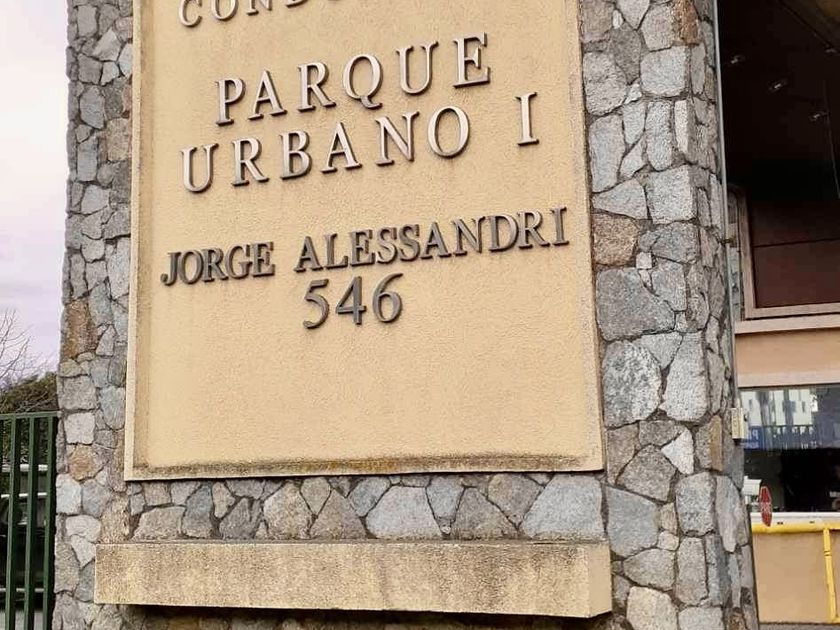 PARQUE
URBANO I
JORGE ALESSANDRI
546